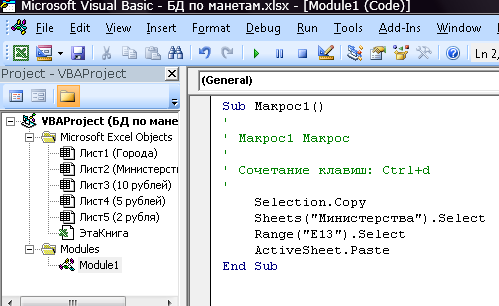 Microsoft Visual Basic - БД по манетам.xlsx - [Module1 (Code)]
File Edit View Insert Format Debug Run Tools Add-Ins Window
Ln 2,
Project - VBAProject
(General)
VBAProject (БД по мане
Microsoft Excel Objects
Лист1 (Города)
Лист2 (Министерст
Лист3 (10 рублей)
Лист4 (5 рублей)
Лист5 (2 рубля)
ЭтаКнига
Modules
Module1
Sub Макрос1()
'
' Макрос1 Макрос
'
' Сочетание клавиш: Ctrl+d
'
Selection.Copy
Sheets("Министерства").Select
Range("E13").Select
ActiveSheet.Paste
End Sub